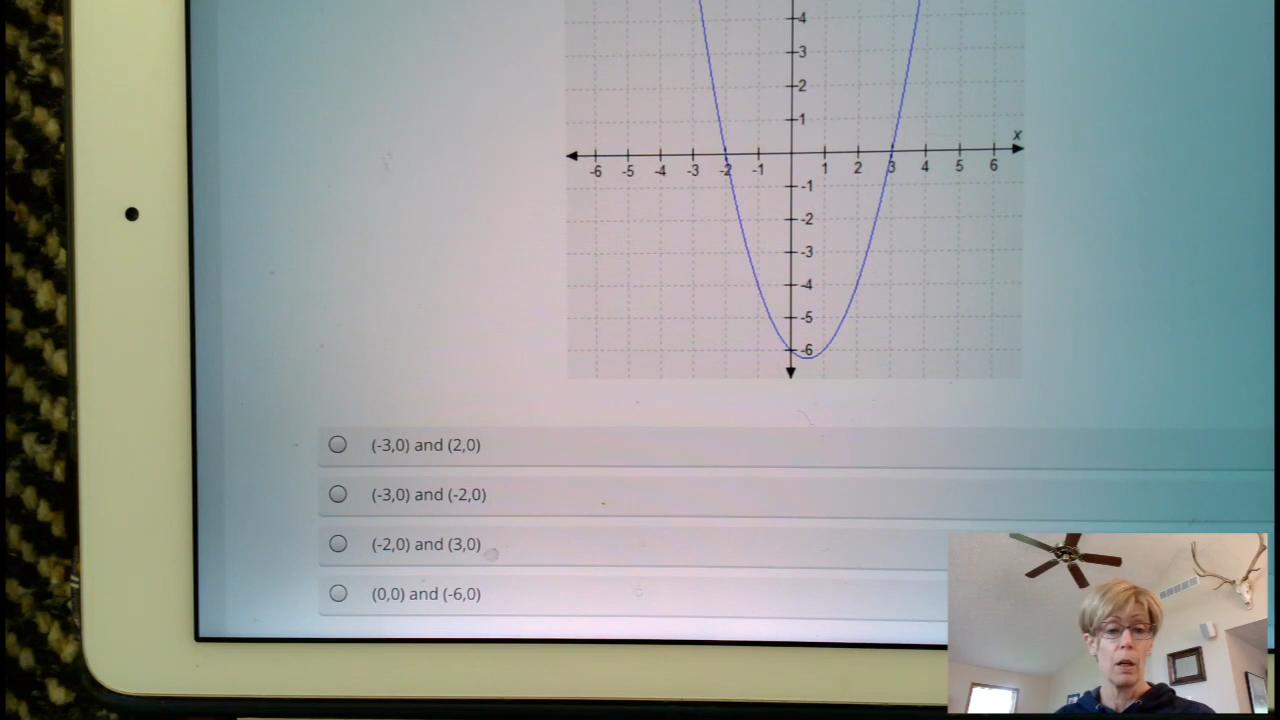 -4
-3
-2
-1
x
-6 -5 -4 -3 -2 -1 1 2 3 4 5 6
-1
-2
-3
-4
-5
-6
(-3,0) and (2,0)
(-3,0) and (-2,0)
(-2,0) and (3,0)
(0,0) and (-6,0)